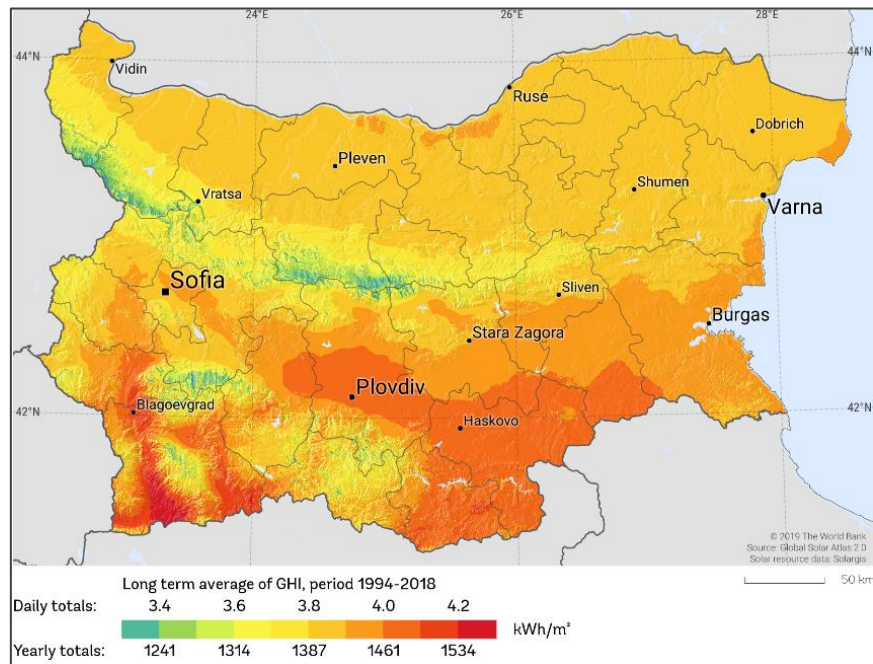 24°E
26°E
28°E
44°N
44°N
Vidin
Ruse
Dobrich
Pleven
Shumen
Vratsa
Varna
Sofia
Sliven
Burgas
Stara Zagora
Plovdiv
42°N
Blagoevgrad
42°N
Haskovo
24°E
26°E
28°E
© 2019 The World Bank
Source: Global Solar Atlas 2.0
Solar resource data: Solargis
50 km
Long term average of GHI, period 1994-2018
Daily totals: 3.4 3.6 3.8 4.0 4.2
kWh/m²
Yearly totals: 1241 1314 1387 1461 1534